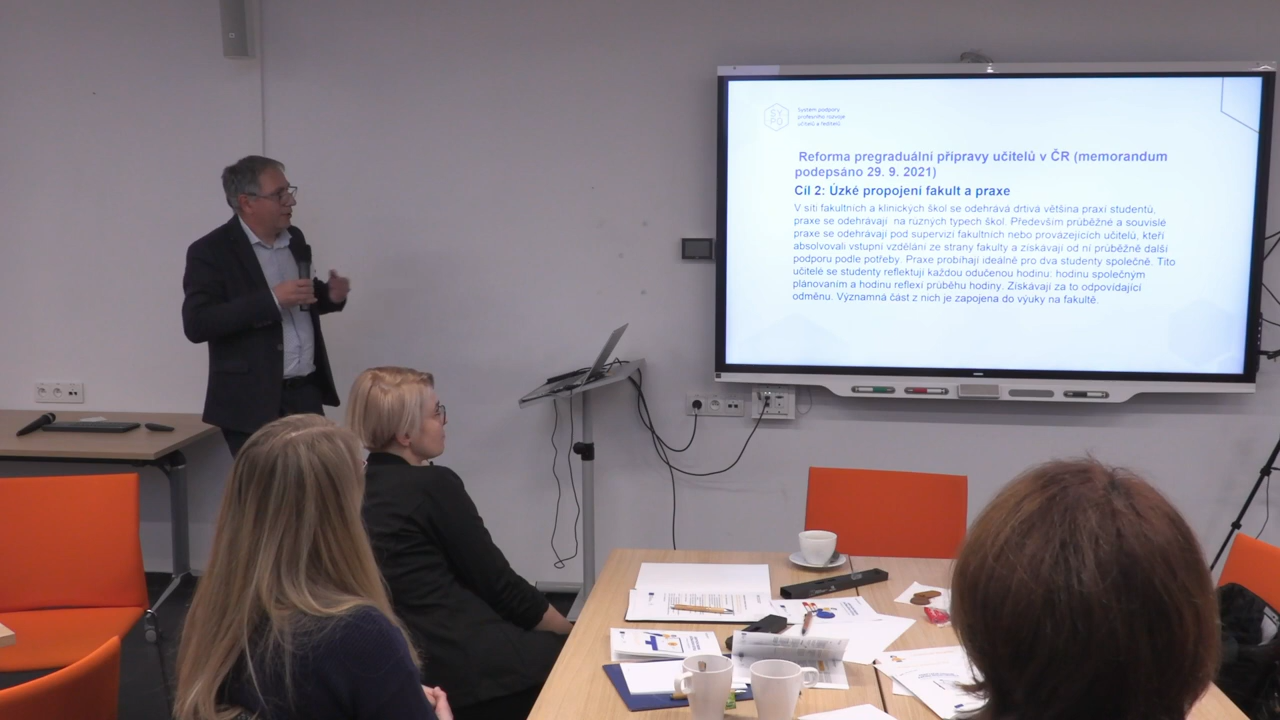 SY
PO
Systém podpory
profesního rozvoje
učitelů a ředitelů
Reforma pregraduální přípravy učitelů v ČR (memorandum
podepsáno 29. 9. 2021)
Cíl 2: Úzké propojení fakult a praxe
V síti fakultních a klinických škol se odehrává drtivá většina praxí studentů,
praxe se odehrávají na různých typech škol. Především průběžné a souvislé
praxe se odehrávají pod supervizí fakultních nebo provázejících učitelů, kteří
absolvovali vstupní vzdělání ze strany fakulty a získávají od ní průběžně další
podporu podle potřeby. Praxe probíhají ideálně pro dva studenty společně. Tito
učitelé se studenty reflektují každou odučenou hodinu: hodinu společným
plánováním a hodinu reflexí průběhu hodiny. Získávají za to odpovídající
odměnu. Významná část z nich je zapojena do výuky na fakultě.